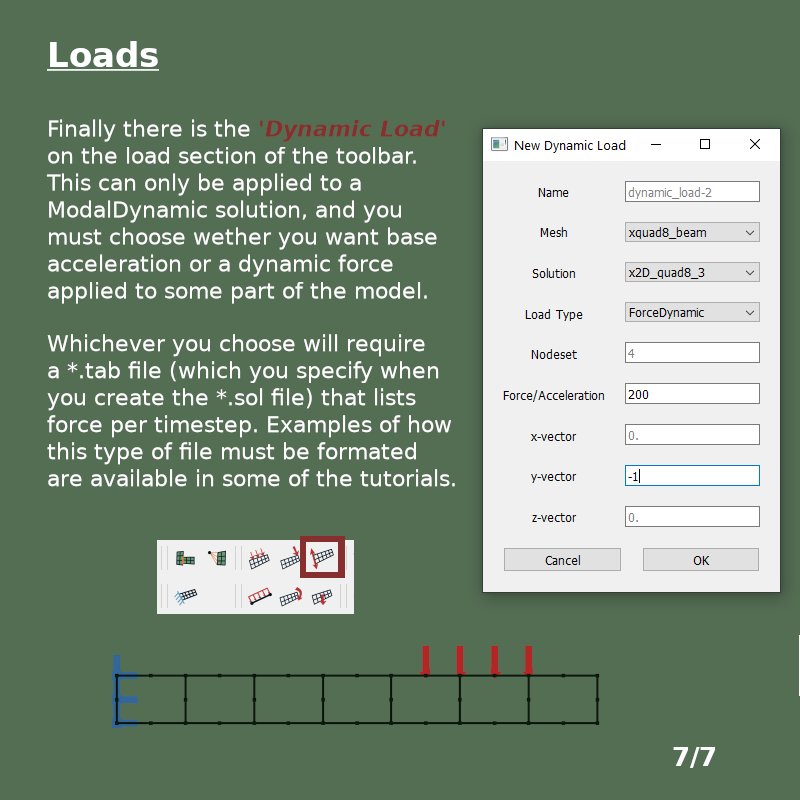 Loads
Finally there is the 'Dynamic Load'
on the load section of the toolbar.
This can only be applied to a
ModalDynamic solution, and you
must choose wether you want base
acceleration or a dynamic force
applied to some part of the model.
Whichever you choose will require
a *.tab file (which you specify when
you create the *.sol file) that lists
force per timestep. Examples of how
this type of file must be formated
are available in some of the tutorials.
New Dynamic Load
Name dynamic_load-2
Mesh xquad8_beam
Solution x2D_quad8_3
Load Type ForceDynamic
Nodeset 4
Force/Acceleration 200
x-vector 0.
y-vector -1
z-vector 0.
Cancel OK
7/7